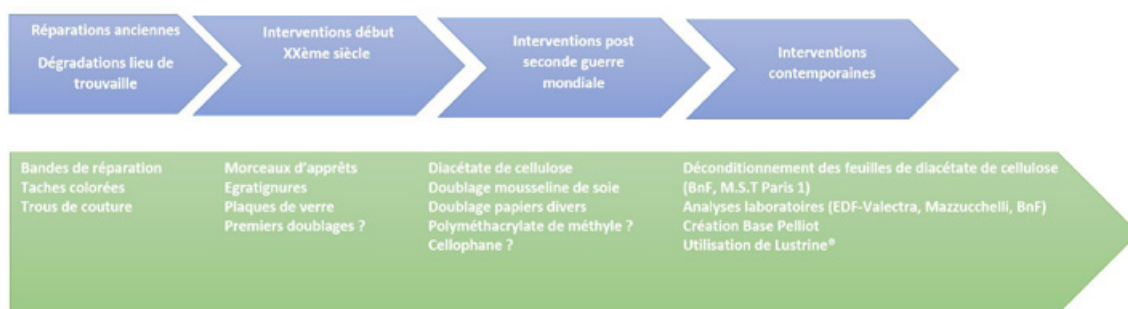 Réparations anciennes
Dégradations lieu de
trouvaille
Interventions début
XXème siècle
Interventions post
seconde guerre
mondiale
Interventions
contemporaines
Bandes de réparation
Taches colorées
Trous de couture
Morceaux d'apprêts
Egratignures
Plaques de verre
Premiers doublages ?
Diacétate de cellulose
Doublage mousseline de soie
Doublage papiers divers
Polyméthacrylate de méthyle ?
Cellophane ?
Déconditionnement des feuilles de diacétate de cellulose
(BnF, M.S.T Paris 1)
Analyses laboratoires (EDF-Valectra, Mazzucchelli, BnF)
Création Base Pelliot
Utilisation de Lustrine®